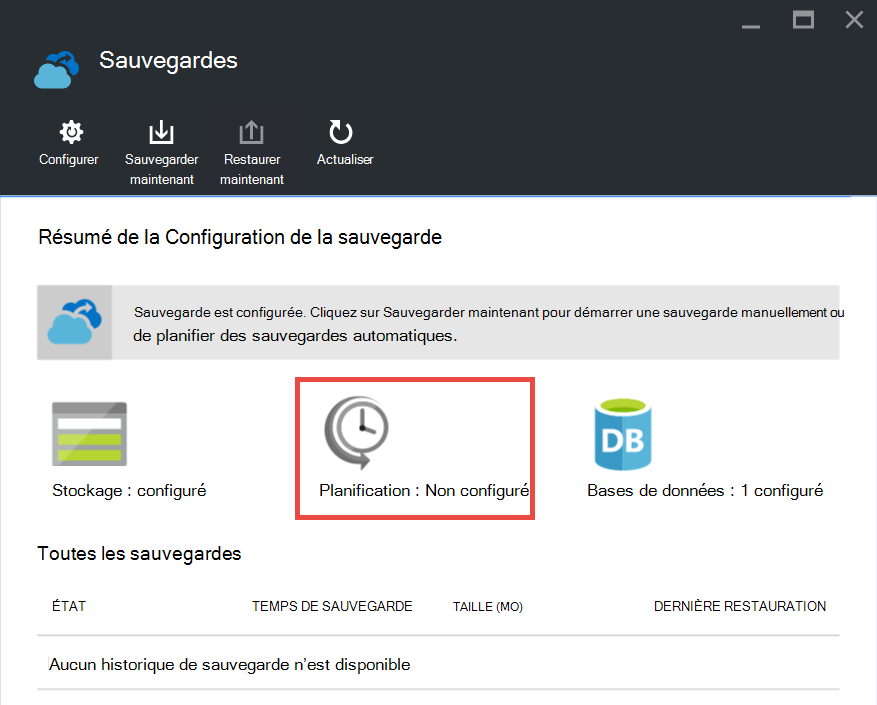 Sauvegardes
Configurer
Sauvegarder
maintenant
Restaurer
maintenant
Actualiser
Résumé de la Configuration de la sauvegarde
Sauvegarde est configurée. Cliquez sur Sauvegarder maintenant pour démarrer une sauvegarde manuellement ou
de planifier des sauvegardes automatiques.
Stockage : configuré
Planification : Non configuré
DB
Bases de données : 1 configuré
Toutes les sauvegardes
ÉTAT TEMPS DE SAUVEGARDE TAILLE (MO) DERNIÈRE RESTAURATION
Aucun historique de sauvegarde n’est disponible